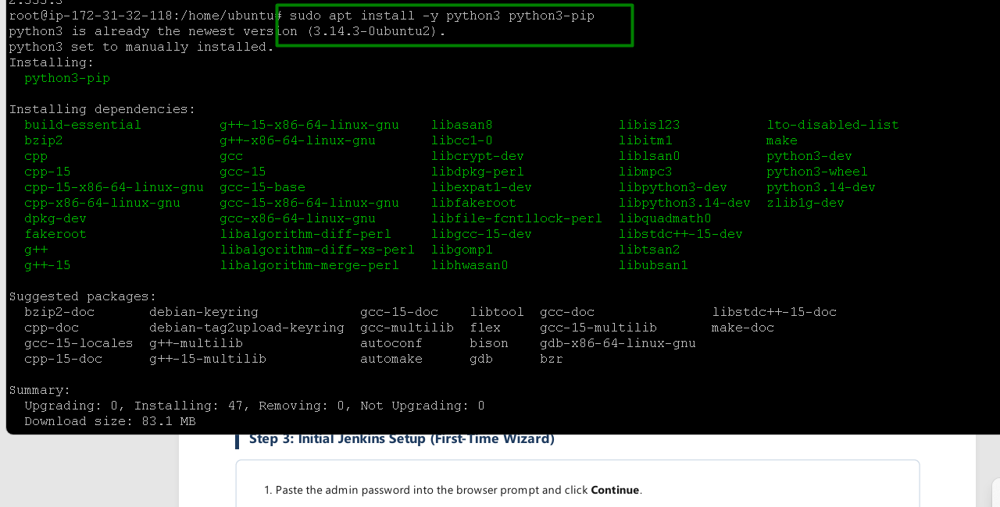 2.555.3
root@ip-172-31-32-118:/home/ubuntu# sudo apt install -y python3 python3-pip
python3 is already the newest version (3.14.3-0ubuntu2).
python3 set to manually installed.
Installing:
python3-pip
Installing dependencies:
build-essential g++-15-x86-64-linux-gnu libasan8 libisl23 lto-disabled-list
bzip2 g++-x86-64-linux-gnu libcc1-0 libitm1 make
cpp gcc libcrypt-dev liblsan0 python3-dev
cpp-15 gcc-15 libdpkg-perl libmpc3 python3-wheel
cpp-15-x86-64-linux-gnu gcc-15-base libexpat1-dev libpython3-dev python3.14-dev
cpp-x86-64-linux-gnu gcc-15-x86-64-linux-gnu libfakeroot libpython3.14-dev zlib1g-dev
dpkg-dev gcc-x86-64-linux-gnu libfile-fcntllock-perl libquadmath0
fakeroot libalgorithm-diff-perl libgcc-15-dev libstdc++-15-dev
g++ libalgorithm-diff-xs-perl libgomp1 libtsan2
g++-15 libalgorithm-merge-perl libhwasan0 libubsan1
Suggested packages:
bzip2-doc debian-keyring gcc-15-doc libtool gcc-doc libstdc++-15-doc
cpp-doc debian-tag2upload-keyring gcc-multilib flex gcc-15-multilib make-doc
gcc-15-locales g++-multilib autoconf bison gdb-x86-64-linux-gnu
cpp-15-doc g++-15-multilib automake gdb bzr
Summary:
Upgrading: 0, Installing: 47, Removing: 0, Not Upgrading: 0
Download size: 83.1 MB
Step 3: Initial Jenkins Setup (First-Time Wizard)
1. Paste the admin password into the browser prompt and click Continue.